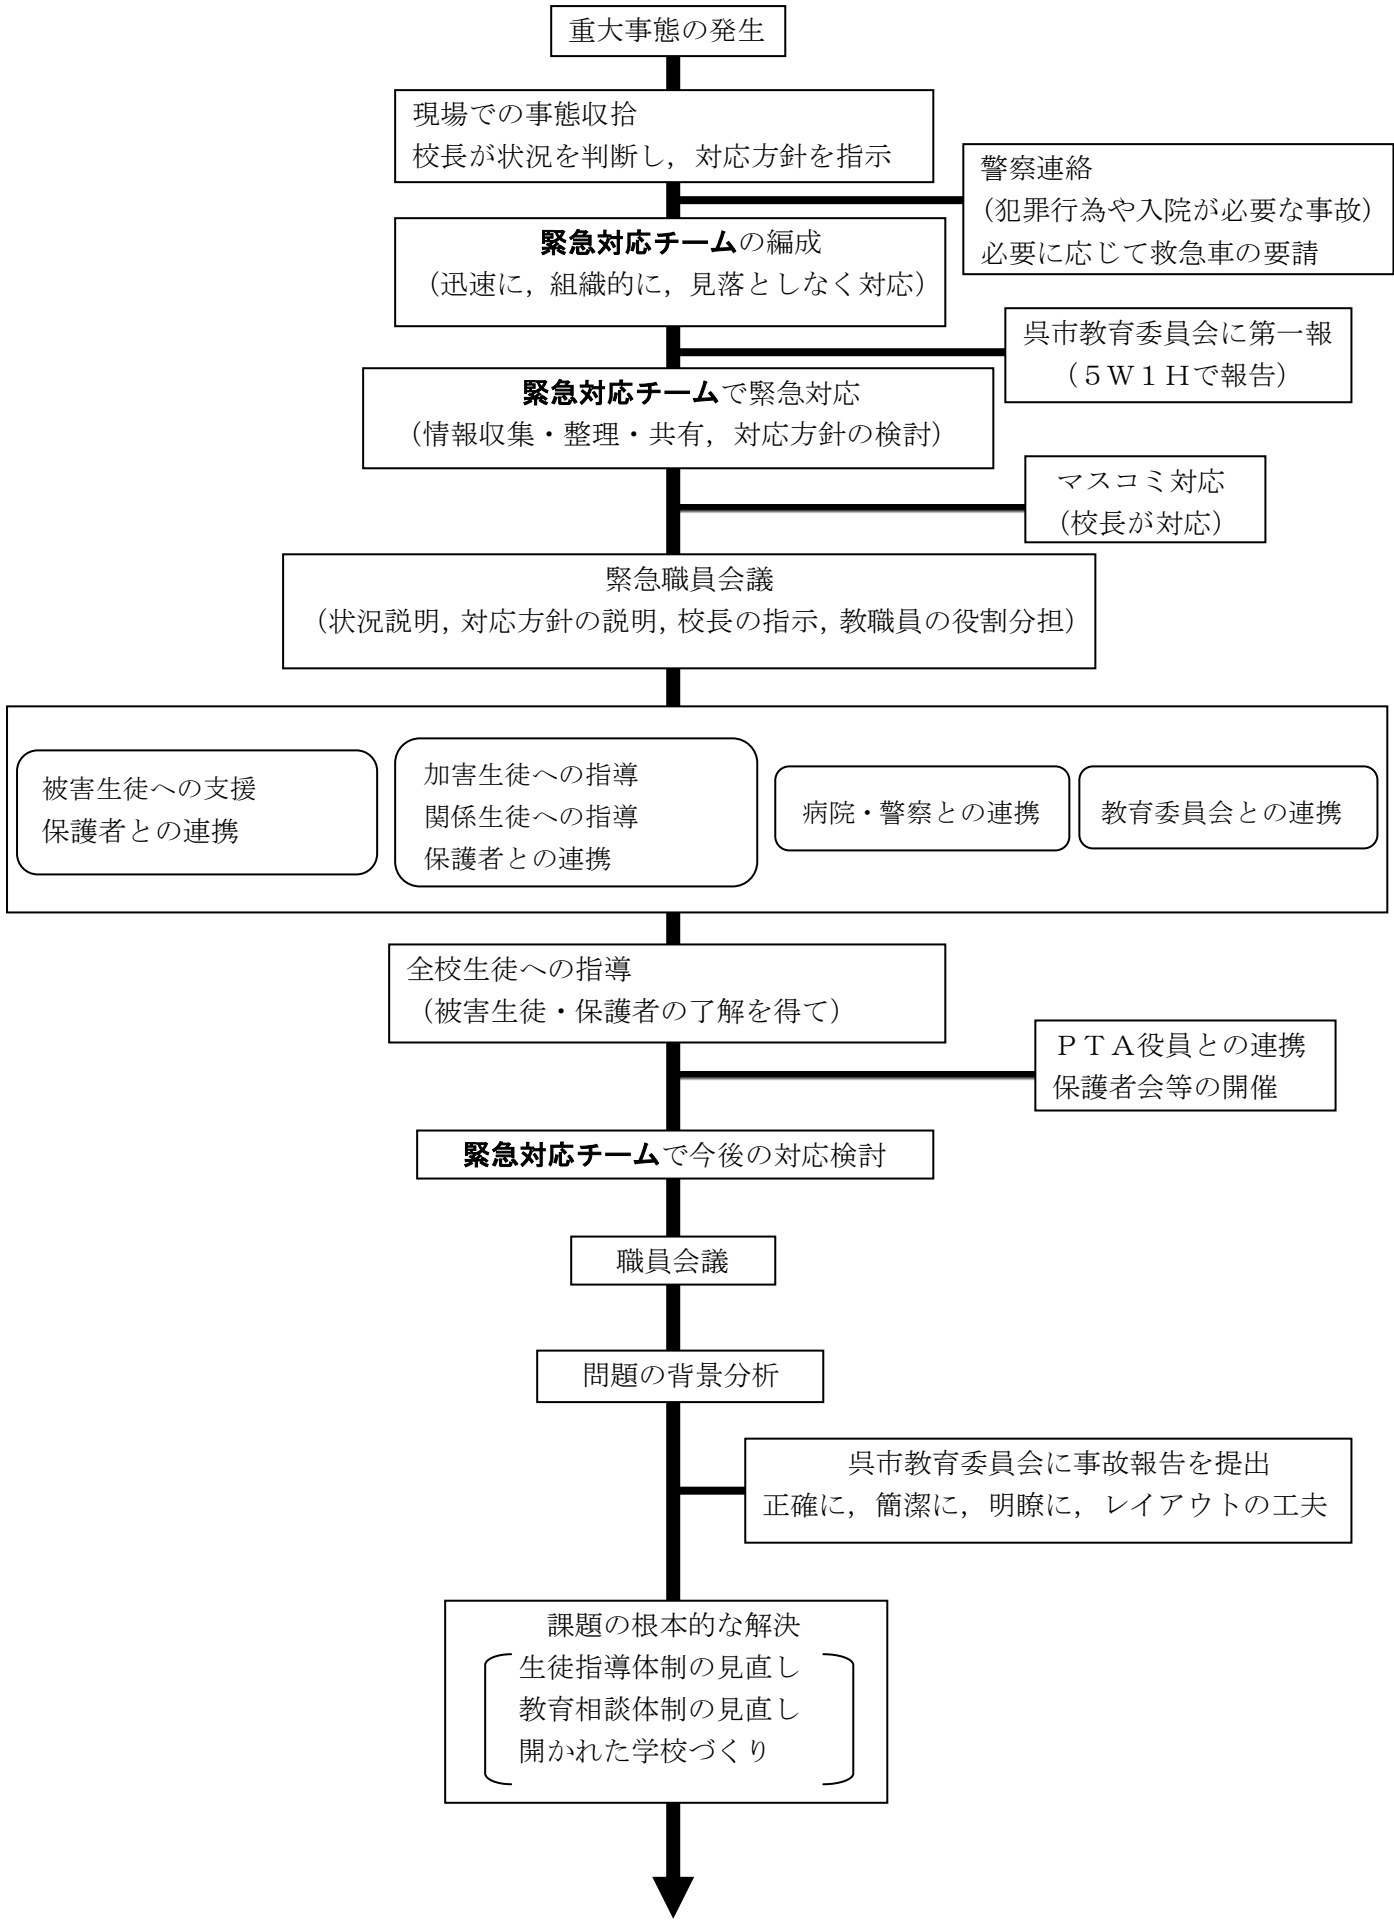 重大事態の発生
現場での事態収拾
校長が状況を判断し，対応方針を指示
警察連絡
（犯罪行為や入院が必要な事故）
必要に応じて救急車の要請
緊急対応チームの編成
（迅速に，組織的に，見落としなく対応）
呉市教育委員会に第一報
（５Ｗ１Ｈで報告）
緊急対応チームで緊急対応
（情報収集・整理・共有，対応方針の検討）
マスコミ対応
（校長が対応）
緊急職員会議
（状況説明，対応方針の説明，校長の指示，教職員の役割分担）
被害生徒への支援
保護者との連携
加害生徒への指導
関係生徒への指導
保護者との連携
病院・警察との連携
教育委員会との連携
全校生徒への指導
（被害生徒・保護者の了解を得て）
ＰＴＡ役員との連携
保護者会等の開催
緊急対応チームで今後の対応検討
職員会議
問題の背景分析
呉市教育委員会に事故報告を提出
正確に，簡潔に，明瞭に，レイアウトの工夫
課題の根本的な解決
生徒指導体制の見直し
教育相談体制の見直し
開かれた学校づくり